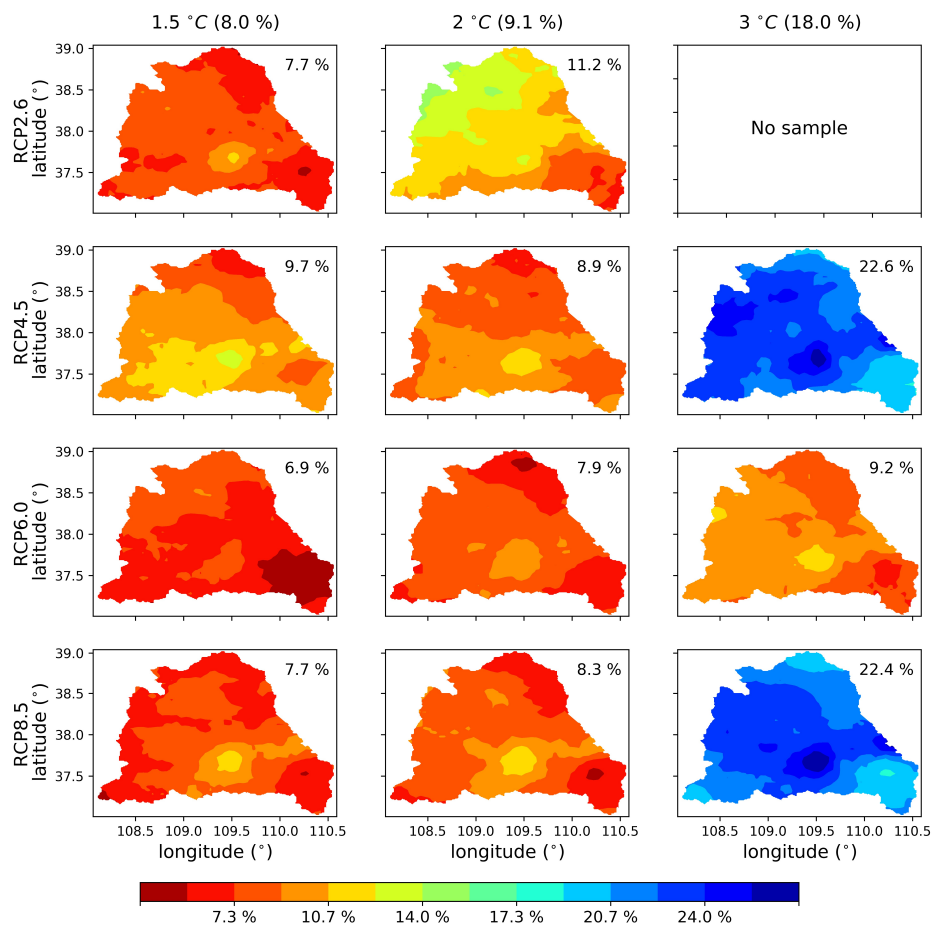 1.5 °C (8.0 %)
2 °C (9.1 %)
3 °C (18.0 %)
RCP2.6
latitude (°)
39.0
38.5
38.0
37.5
7.7 %
11.2 %
No sample
RCP4.5
latitude (°)
39.0
38.5
38.0
37.5
9.7 %
8.9 %
22.6 %
RCP6.0
latitude (°)
39.0
38.5
38.0
37.5
6.9 %
7.9 %
9.2 %
RCP8.5
latitude (°)
39.0
38.5
38.0
37.5
7.7 %
8.3 %
22.4 %
108.5 109.0 109.5 110.0 110.5
108.5 109.0 109.5 110.0 110.5
108.5 109.0 109.5 110.0 110.5
longitude (°)
longitude (°)
longitude (°)
7.3 % 10.7 % 14.0 % 17.3 % 20.7 % 24.0 %